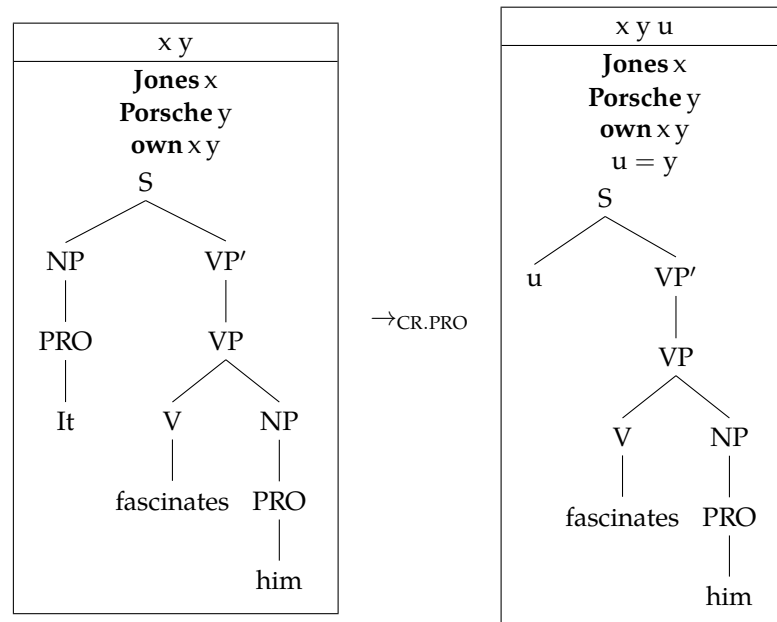 x y
Jones x
Porsche y
own x y
S
NP VP′
PRO VP
It V NP
fascinates PRO
him
→CR.PRO
x y u
Jones x
Porsche y
own x y
u = y
S
u VP′
VP
V NP
fascinates PRO
him